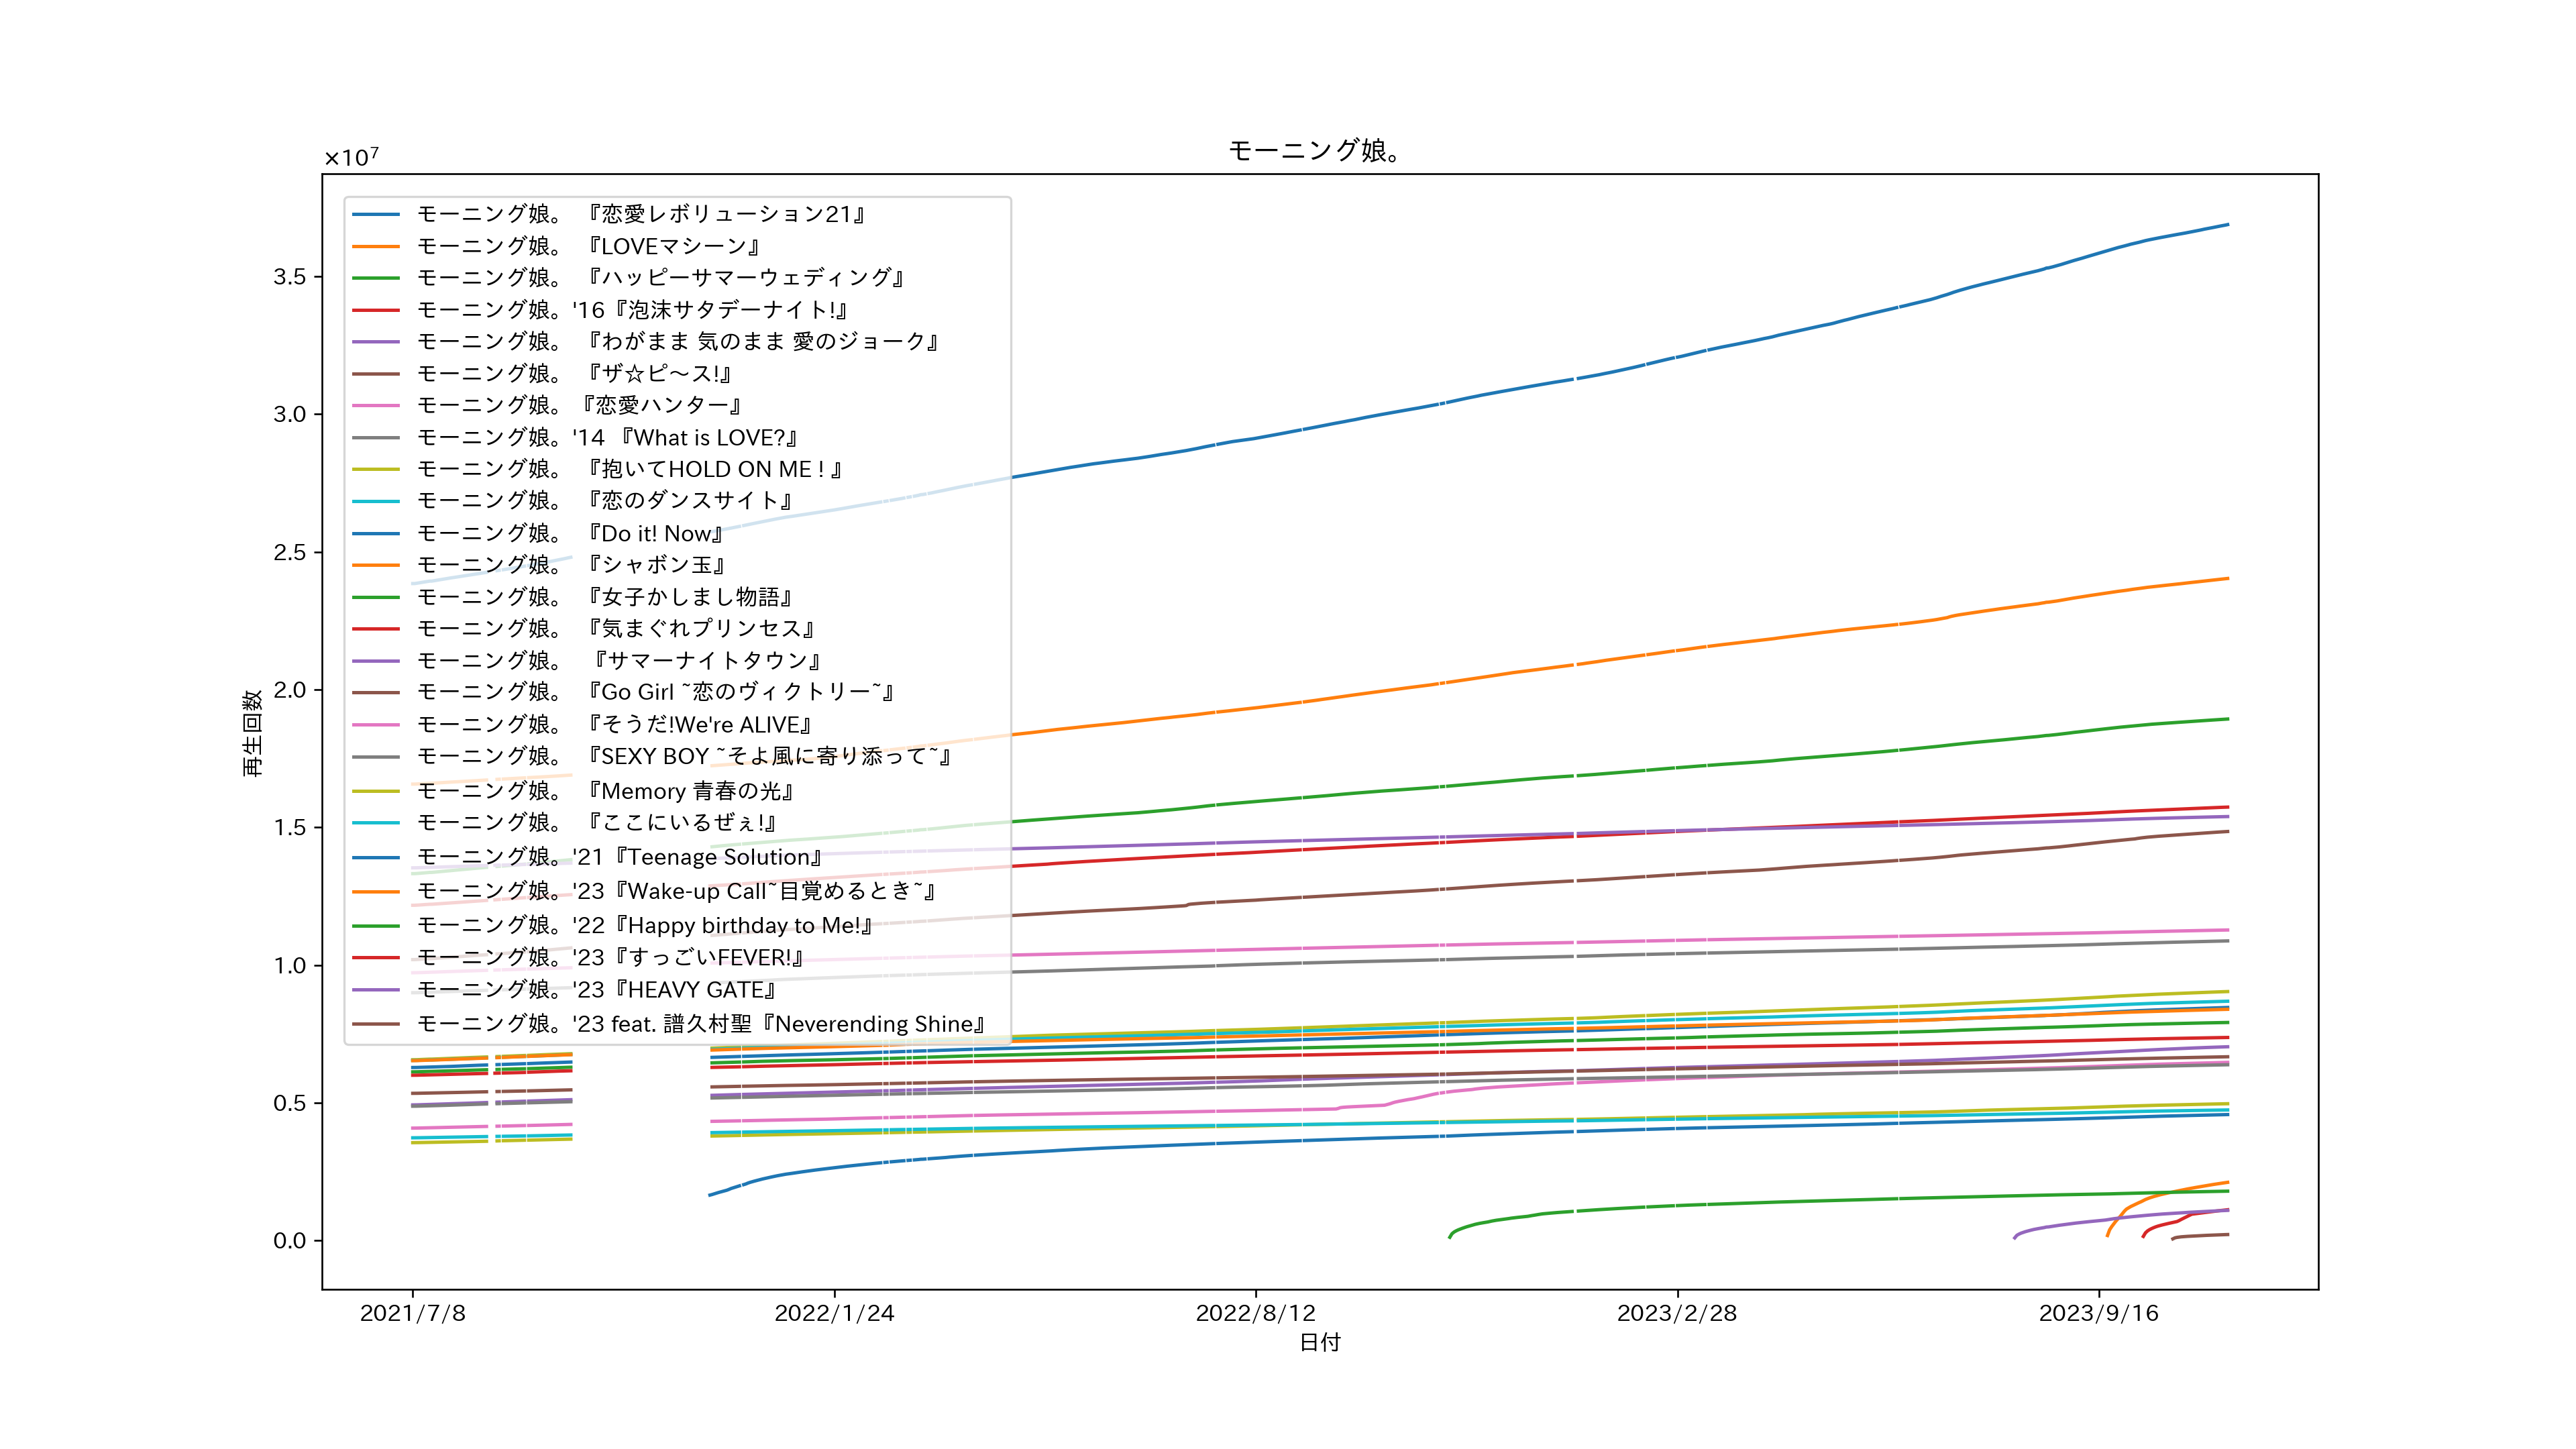 モーニング娘。
×10⁷
3.5
3.0
2.5
2.0
1.5
1.0
0.5
0.0
再生回数
モーニング娘。 『恋愛レボリューション21』
モーニング娘。 『LOVEマシーン』
モーニング娘。 『ハッピーサマーウェディング』
モーニング娘。'16『泡沫サタデーナイト!』
モーニング娘。 『わがまま 気のまま 愛のジョーク』
モーニング娘。 『ザ☆ピ～ス!』
モーニング娘。『恋愛ハンター』
モーニング娘。'14 『What is LOVE?』
モーニング娘。 『抱いてHOLD ON ME ! 』
モーニング娘。 『恋のダンスサイト』
モーニング娘。 『Do it! Now』
モーニング娘。 『シャボン玉』
モーニング娘。 『女子かしまし物語』
モーニング娘。 『気まぐれプリンセス』
モーニング娘。 『サマーナイトタウン』
モーニング娘。 『Go Girl ~恋のヴィクトリー~』
モーニング娘。 『そうだ!We're ALIVE』
モーニング娘。 『SEXY BOY ~そよ風に寄り添って~』
モーニング娘。 『Memory 青春の光』
モーニング娘。 『ここにいるぜぇ!』
モーニング娘。'21『Teenage Solution』
モーニング娘。'23『Wake-up Call~目覚めるとき~』
モーニング娘。'22『Happy birthday to Me!』
モーニング娘。'23『すっごいFEVER!』
モーニング娘。'23『HEAVY GATE』
モーニング娘。'23 feat. 譜久村聖『Neverending Shine』
2021/7/8
2022/1/24
2022/8/12
2023/2/28
2023/9/16
日付